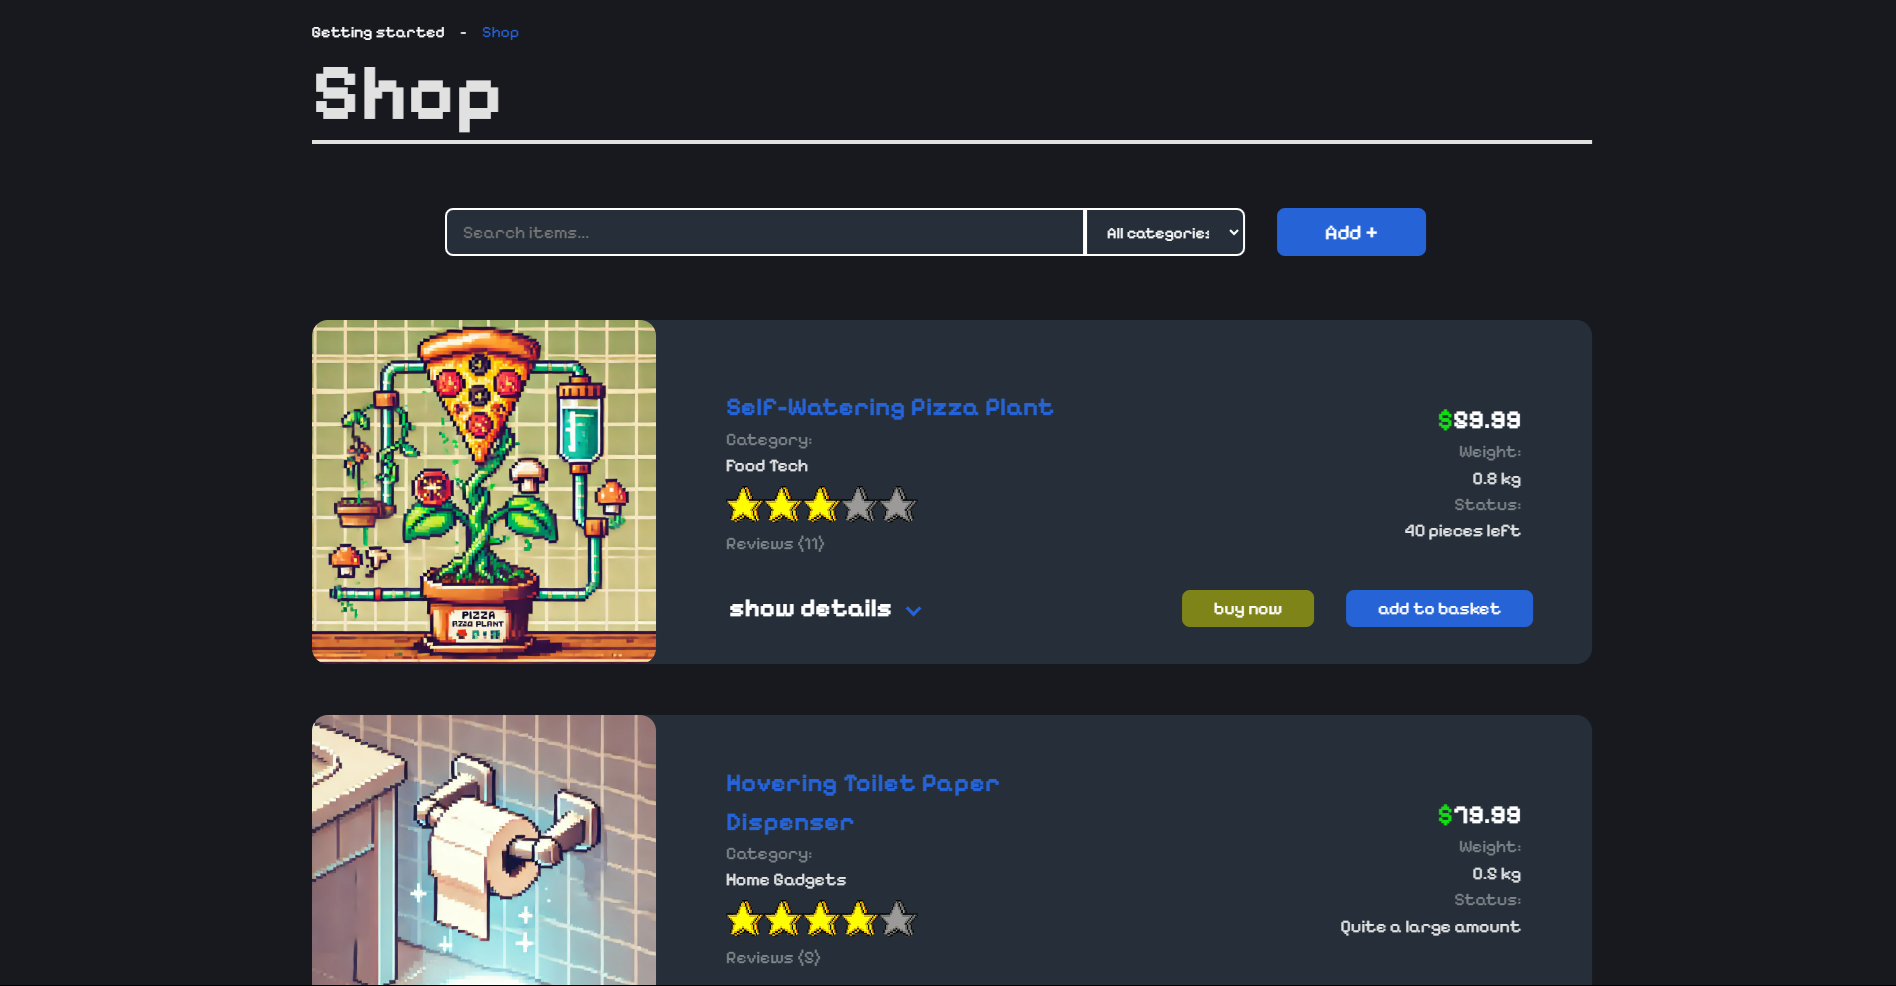 Getting started - Shop
Shop
Search items...
All categories
Add +
Self-Watering Pizza Plant
Category:
Food Tech
Reviews (11)
show details
$89.99
Weight:
0.8 kg
Status:
40 pieces left
buy now
add to basket
PIZZA
PLANT
Hovering Toilet Paper
Dispenser
Category:
Home Gadgets
Reviews (5)
$79.99
Weight:
0.5 kg
Status:
Quite a large amount